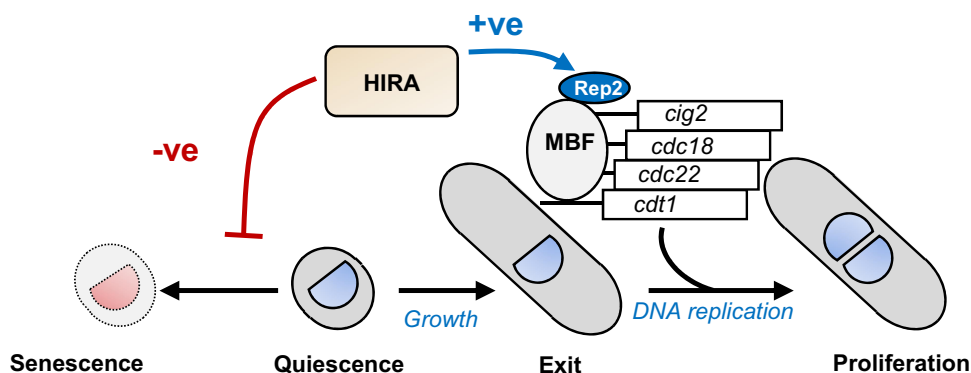 +ve
HIRA
Rep2
MBF
cig2
cdc18
cdc22
cdt1
-ve
Growth
DNA replication
Senescence
Quiescence
Exit
Proliferation